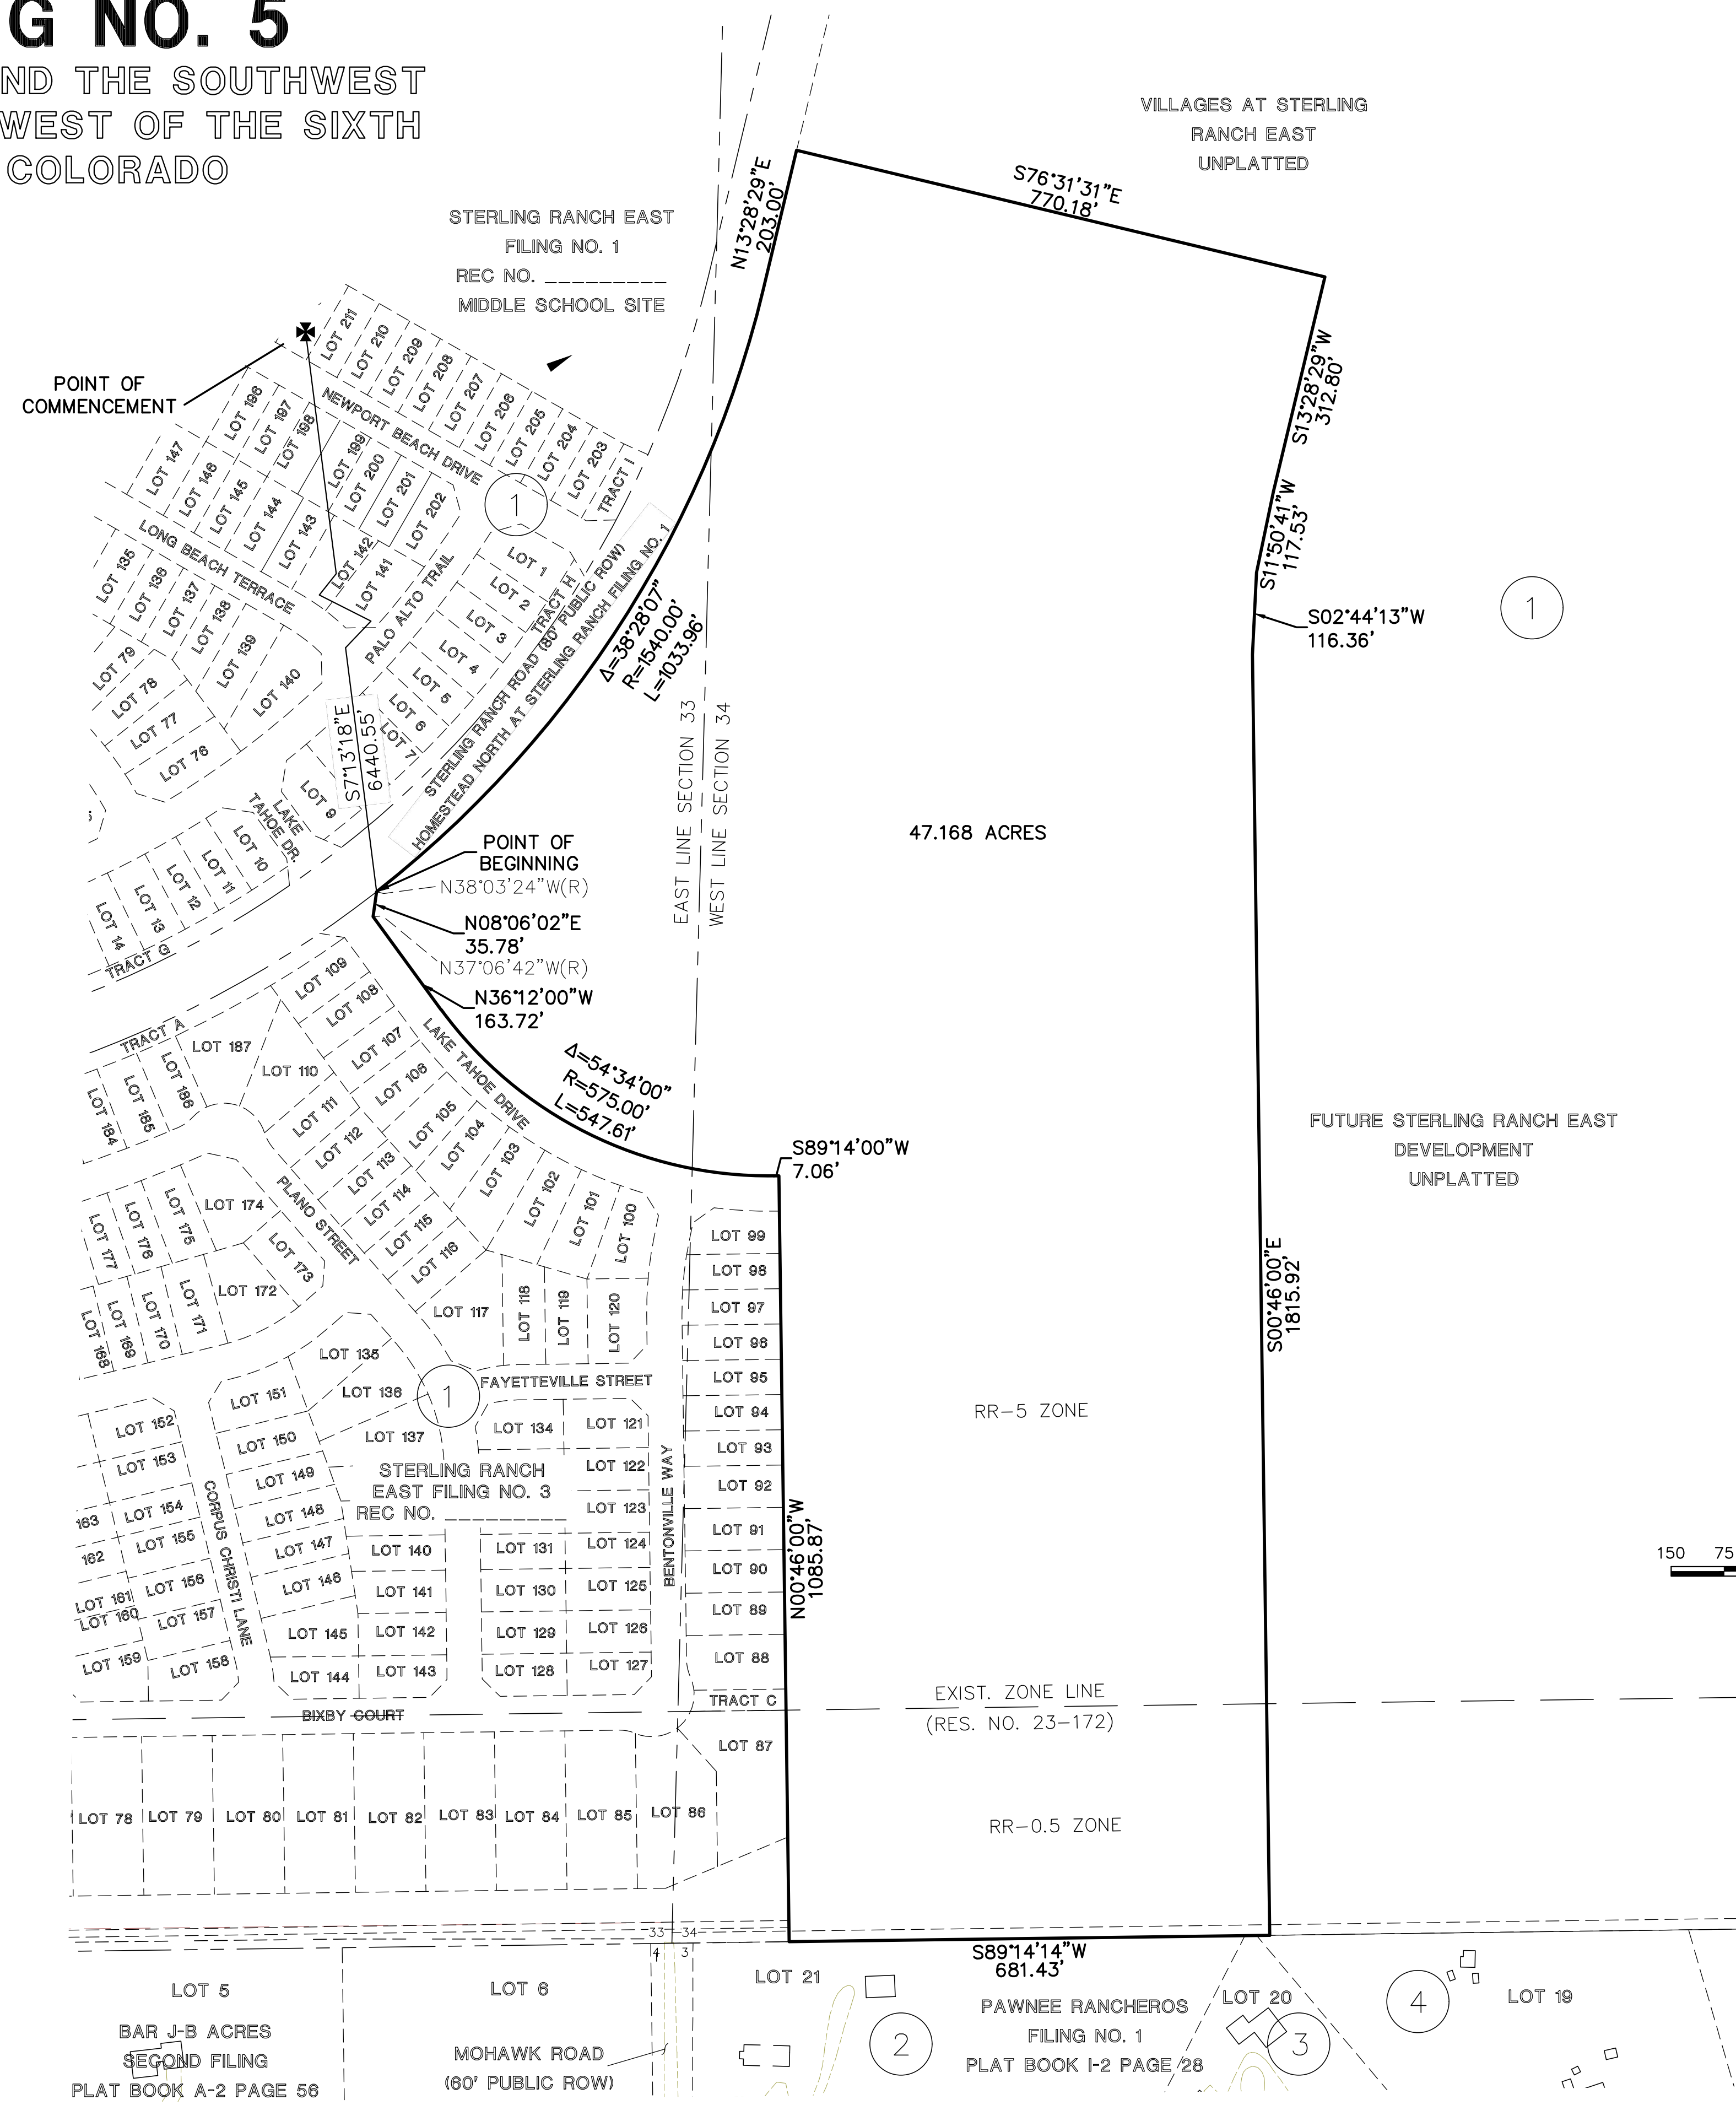 G NO. 5
ND THE SOUTHWEST
WEST OF THE SIXTH
COLORADO
VILLAGES AT STERLING
RANCH EAST
UNPLATTED
S76°31'31"E
770.18'
N13°28'29"E
203.00'
STERLING RANCH EAST
FILING NO. 1
REC NO. __________
MIDDLE SCHOOL SITE
POINT OF
COMMENCEMENT
S13°28'29"W
312.80'
S11°50'41"W
117.53'
S02°44'13"W
116.36'
1
LOT 211
LOT 210
LOT 209
LOT 208
LOT 207
LOT 206
LOT 205
LOT 204
LOT 203
TRACT I
NEWPORT BEACH DRIVE
1
LOT 196
LOT 197
LOT 198
LOT 199
LOT 200
LOT 201
LOT 202
LOT 147
LOT 146
LOT 145
LOT 144
LOT 143
LOT 142
LOT 141
LONG BEACH TERRACE
PALO ALTO TRAIL
LOT 135
LOT 136
LOT 137
LOT 138
LOT 139
LOT 140
LOT 79
LOT 78
LOT 77
LOT 76
LOT 1
LOT 2
LOT 3
LOT 4
LOT 5
LOT 6
LOT 7
LOT 9
TRACT H
STERLING RANCH ROAD (80' PUBLIC ROW)
HOMESTEAD NORTH AT STERLING RANCH FILING NO. 1
Δ=38°28'07"
R=1540.00'
L=1033.96'
S7°13'18"E
6440.55'
EAST LINE SECTION 33
WEST LINE SECTION 34
47.168 ACRES
LAKE
TAHOE DR.
LOT 10
LOT 11
LOT 12
LOT 13
LOT 14
TRACT G
POINT OF
BEGINNING
N38°03'24"W(R)
N08°06'02"E
35.78'
N37°06'42"W(R)
N36°12'00"W
163.72'
Δ=54°34'00"
R=575.00'
L=547.61'
S89°14'00"W
7.06'
FUTURE STERLING RANCH EAST
DEVELOPMENT
UNPLATTED
TRACT A
LOT 187
LOT 186
LOT 185
LOT 184
LOT 109
LOT 108
LOT 107
LOT 106
LOT 105
LOT 104
LOT 103
LOT 102
LOT 101
LOT 100
LAKE TAHOE DRIVE
LOT 110
LOT 111
LOT 112
LOT 113
LOT 114
LOT 115
LOT 116
LOT 117
LOT 118
LOT 119
LOT 120
PLANO STREET
LOT 177
LOT 176
LOT 175
LOT 174
LOT 173
LOT 172
LOT 171
LOT 170
LOT 169
LOT 168
LOT 99
LOT 98
LOT 97
LOT 96
LOT 95
LOT 94
LOT 93
LOT 92
LOT 91
LOT 90
LOT 89
LOT 88
TRACT C
LOT 87
S00°46'00"E
1815.92'
N00°46'00"W
1085.87'
RR-5 ZONE
FAYETTEVILLE STREET
BENTONVILLE WAY
1
LOT 135
LOT 136
LOT 137
LOT 151
LOT 150
LOT 149
LOT 148
LOT 147
LOT 146
LOT 145
LOT 144
LOT 134
LOT 121
LOT 122
LOT 123
LOT 124
LOT 125
LOT 126
LOT 127
STERLING RANCH
EAST FILING NO. 3
REC NO. __________
LOT 140
LOT 141
LOT 142
LOT 143
LOT 131
LOT 130
LOT 129
LOT 128
LOT 152
LOT 153
LOT 154
LOT 155
LOT 156
LOT 157
LOT 158
163
162
LOT 161
LOT 160
LOT 159
CORPUS CHRISTI LANE
BIXBY COURT
150 75
EXIST. ZONE LINE
(RES. NO. 23-172)
RR-0.5 ZONE
LOT 78
LOT 79
LOT 80
LOT 81
LOT 82
LOT 83
LOT 84
LOT 85
LOT 86
33 34
4 3
S89°14'14"W
681.43'
LOT 5
BAR J-B ACRES
SECOND FILING
PLAT BOOK A-2 PAGE 56
LOT 6
MOHAWK ROAD
(60' PUBLIC ROW)
LOT 21
2
PAWNEE RANCHEROS
FILING NO. 1
PLAT BOOK I-2 PAGE 28
LOT 20
3
4
LOT 19